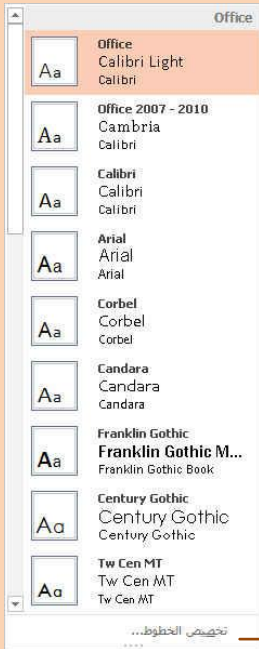 Office
Aa
Office
Calibri Light
Calibri
Aa
Office 2007 - 2010
Cambria
Calibri
Aa
Calibri
Calibri
Calibri
Aa
Arial
Arial
Arial
Aa
Corbel
Corbel
Corbel
Aa
Candara
Candara
Candara
Aa
Franklin Gothic
Franklin Gothic M...
Franklin Gothic Book
Aa
Century Gothic
Century Gothic
Century Gothic
Aa
Tw Cen MT
Tw Cen MT
Tw Cen MT
تخصيص الخطوط...